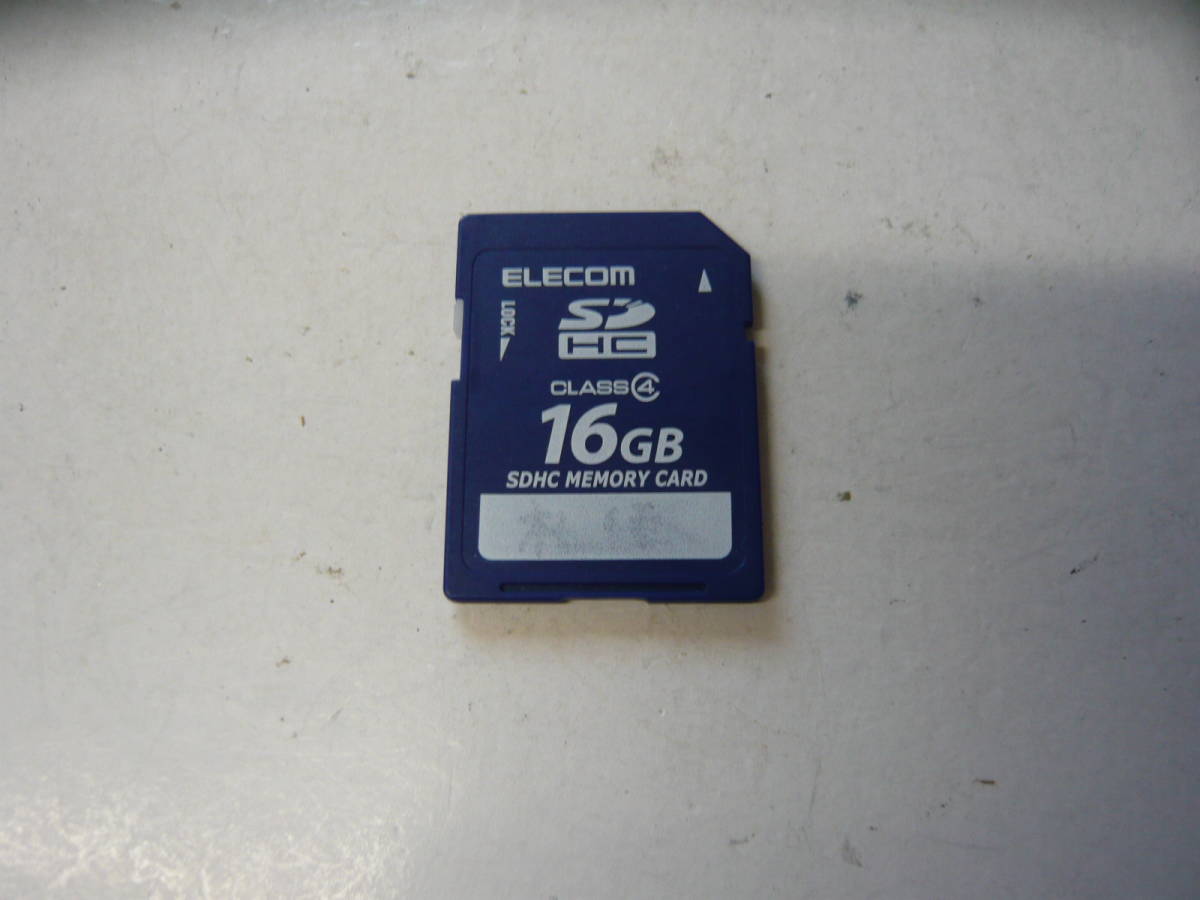 ELECOM
LOCK
SD
HC
CLASS 4
16GB
SDHC MEMORY CARD